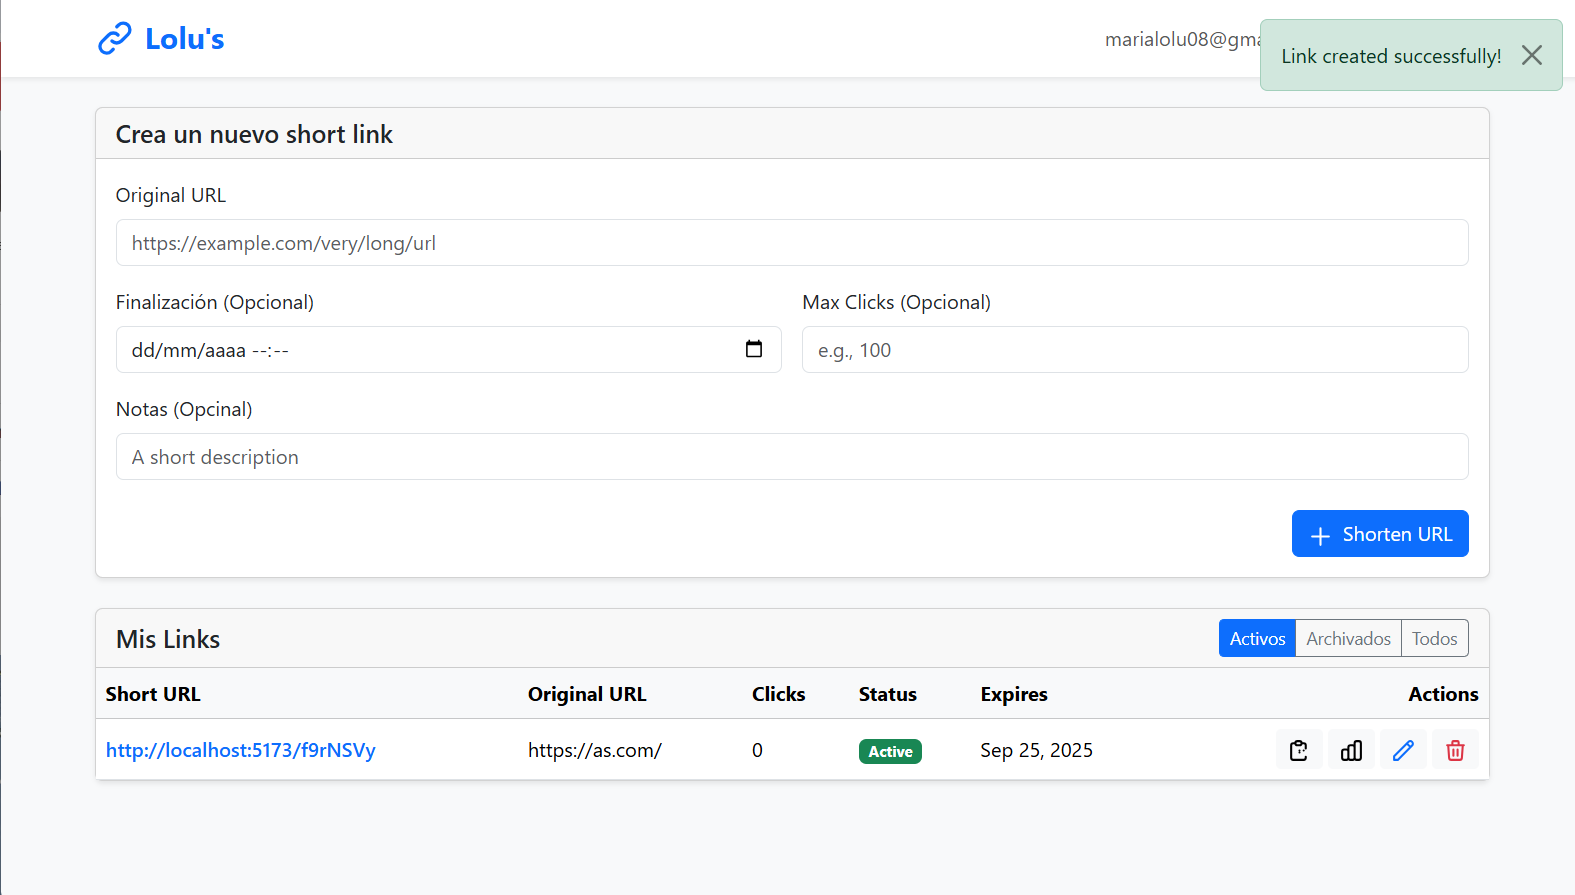 Lolu's
marialolu08@gma
Link created successfully!
Crea un nuevo short link
Original URL
https://example.com/very/long/url
Finalización (Opcional)
Max Clicks (Opcional)
dd/mm/aaaa --:--
e.g., 100
Notas (Opcinal)
A short description
Shorten URL
Mis Links
Activos
Archivados
Todos
Short URL
Original URL
Clicks
Status
Expires
Actions
http://localhost:5173/f9rNSVy
https://as.com/
0
Active
Sep 25, 2025